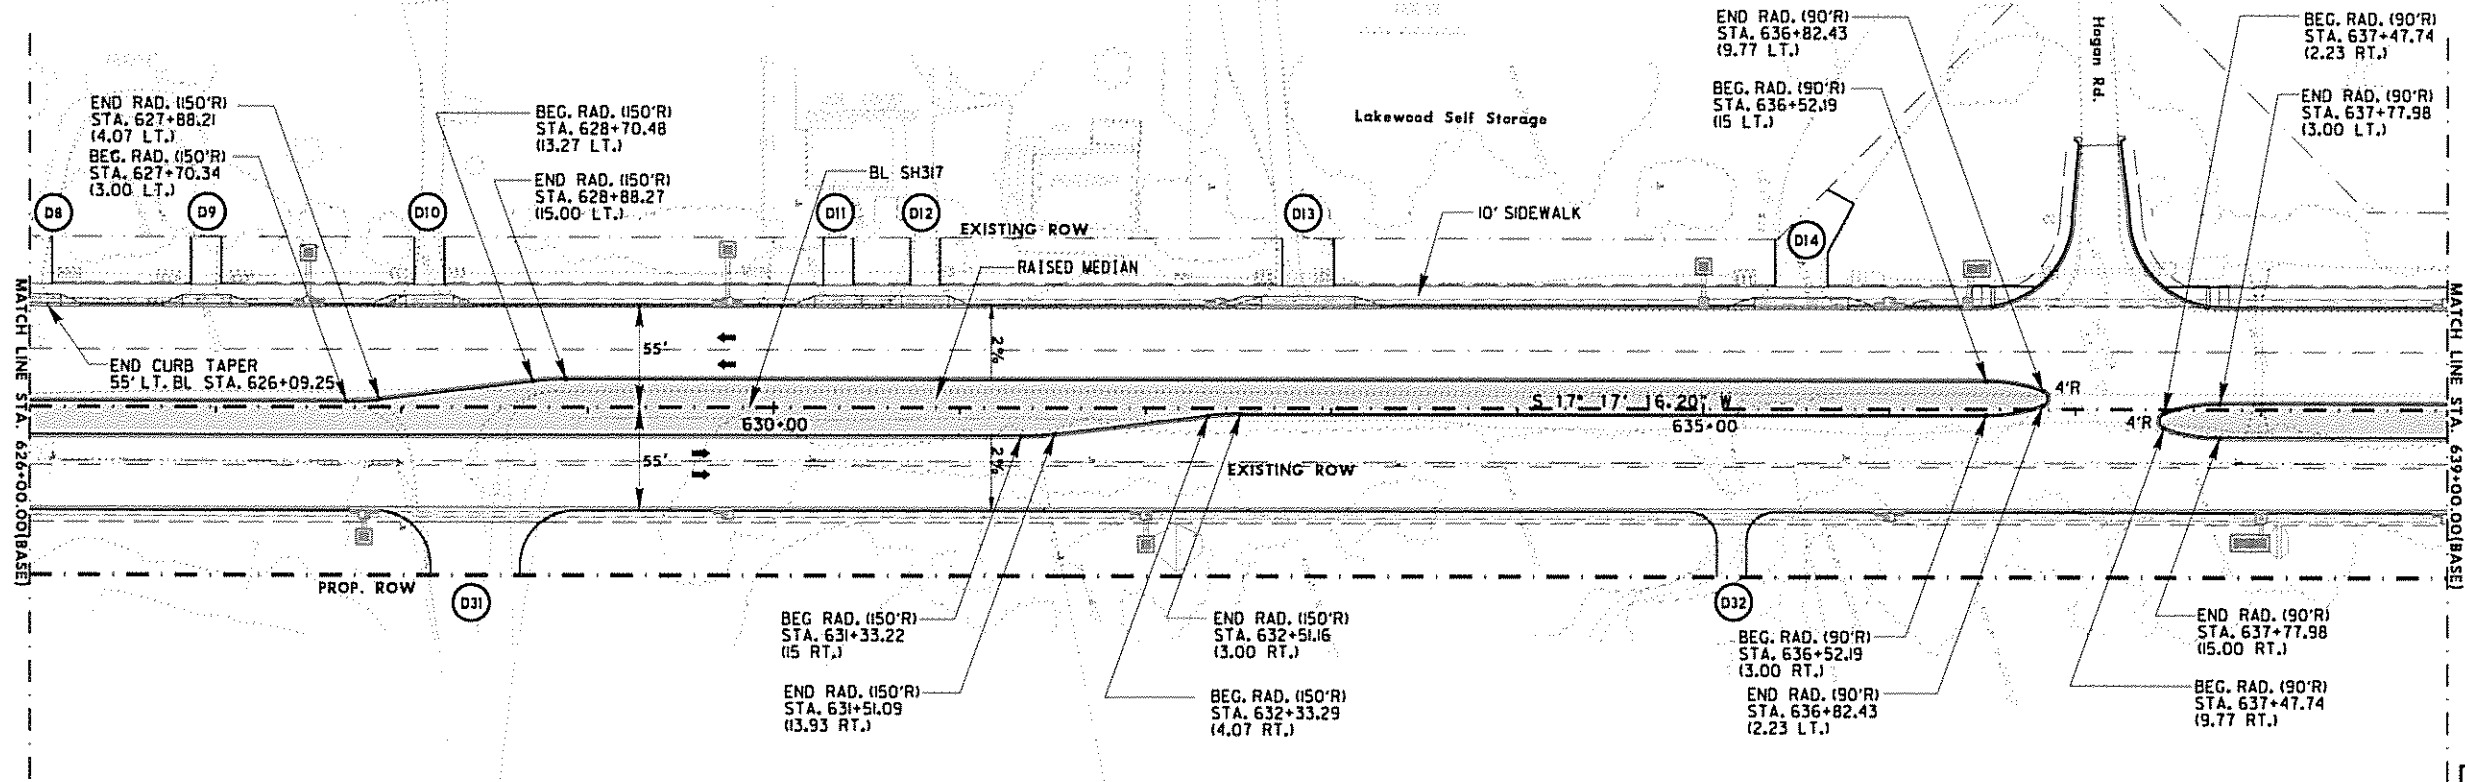 END RAD. (150'R)
STA. 627+88.21
(4.07 LT.)
BEG. RAD. (150'R)
STA. 627+70.34
(3.00 LT.)
BEG. RAD. (150'R)
STA. 628+70.48
(13.27 LT.)
END RAD. (150'R)
STA. 628+88.27
(15.00 LT.)
BL SH317
Lakewood Self Storage
END RAD. (90'R)
STA. 636+82.43
(9.77 LT.)
BEG. RAD. (90'R)
STA. 636+52.19
(15 LT.)
Hagan Rd.
BEG. RAD. (90'R)
STA. 637+47.74
(2.23 RT.)
END RAD. (90'R)
STA. 637+77.98
(3.00 LT.)
D8
D9
D10
D11
D12
D13
D14
EXISTING ROW
10' SIDEWALK
RAISED MEDIAN
MATCH LINE STA. 626+00.00(BASE)
MATCH LINE STA. 639+00.00(BASE)
END CURB TAPER
55' LT. BL STA. 626+09.25
55'
2%
4'R
S 17° 17' 16.20" W
630+00
635+00
4'R
55'
2%
EXISTING ROW
PROP. ROW
D31
D32
BEG RAD. (150'R)
STA. 631+33.22
(15 RT.)
END RAD. (150'R)
STA. 631+51.09
(13.93 RT.)
END RAD. (150'R)
STA. 632+51.16
(3.00 RT.)
BEG. RAD. (150'R)
STA. 632+33.29
(4.07 RT.)
BEG. RAD. (90'R)
STA. 636+52.19
(3.00 RT.)
END RAD. (90'R)
STA. 636+82.43
(2.23 LT.)
END RAD. (90'R)
STA. 637+77.98
(15.00 RT.)
BEG. RAD. (90'R)
STA. 637+47.74
(9.77 RT.)